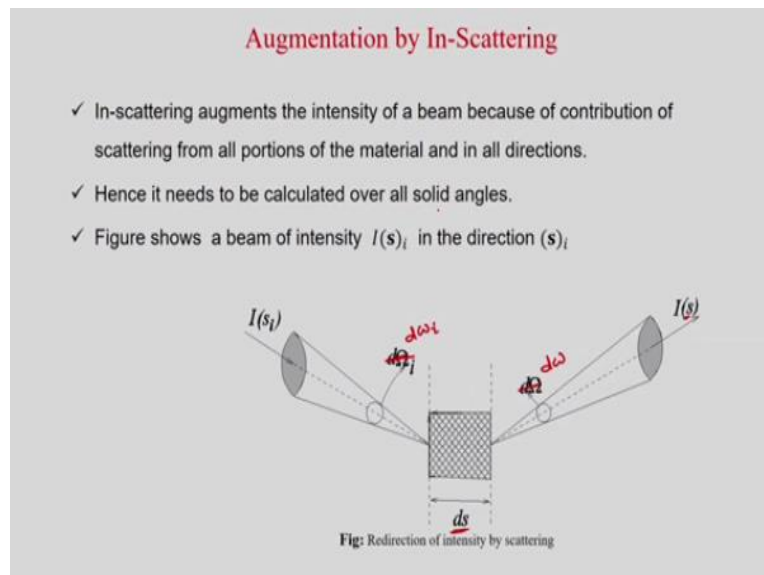 Augmentation by In-Scattering
✓ In-scattering augments the intensity of a beam because of contribution of
scattering from all portions of the material and in all directions.
✓ Hence it needs to be calculated over all solid angles.
✓ Figure shows a beam of intensity I(s)ᵢ in the direction (s)ᵢ
I(sᵢ)
I(s)
dωᵢ
dΩᵢ
dω
dΩ
ds
Fig: Redirection of intensity by scattering